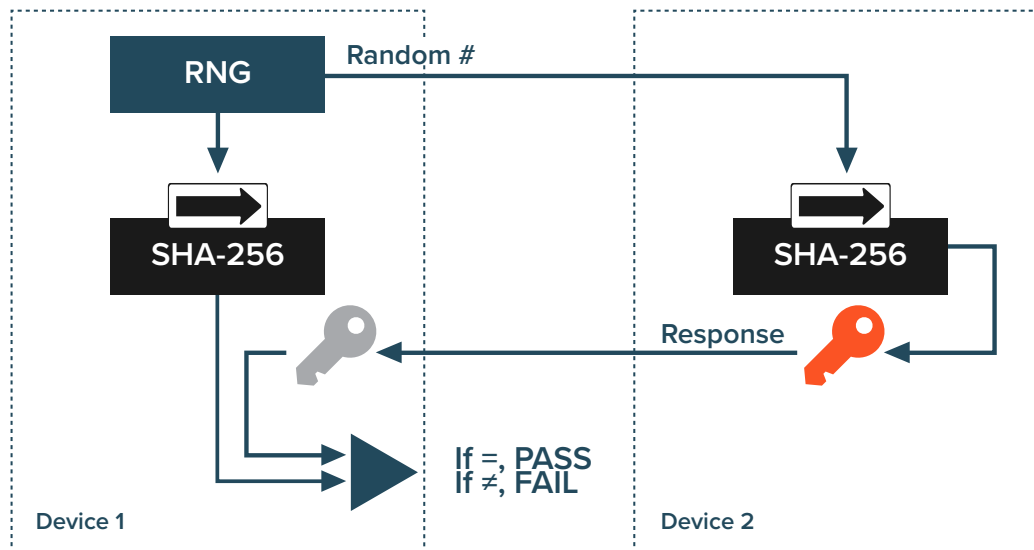 RNG
Random #
SHA-256
SHA-256
Response
If =, PASS
If ≠, FAIL
Device 1
Device 2